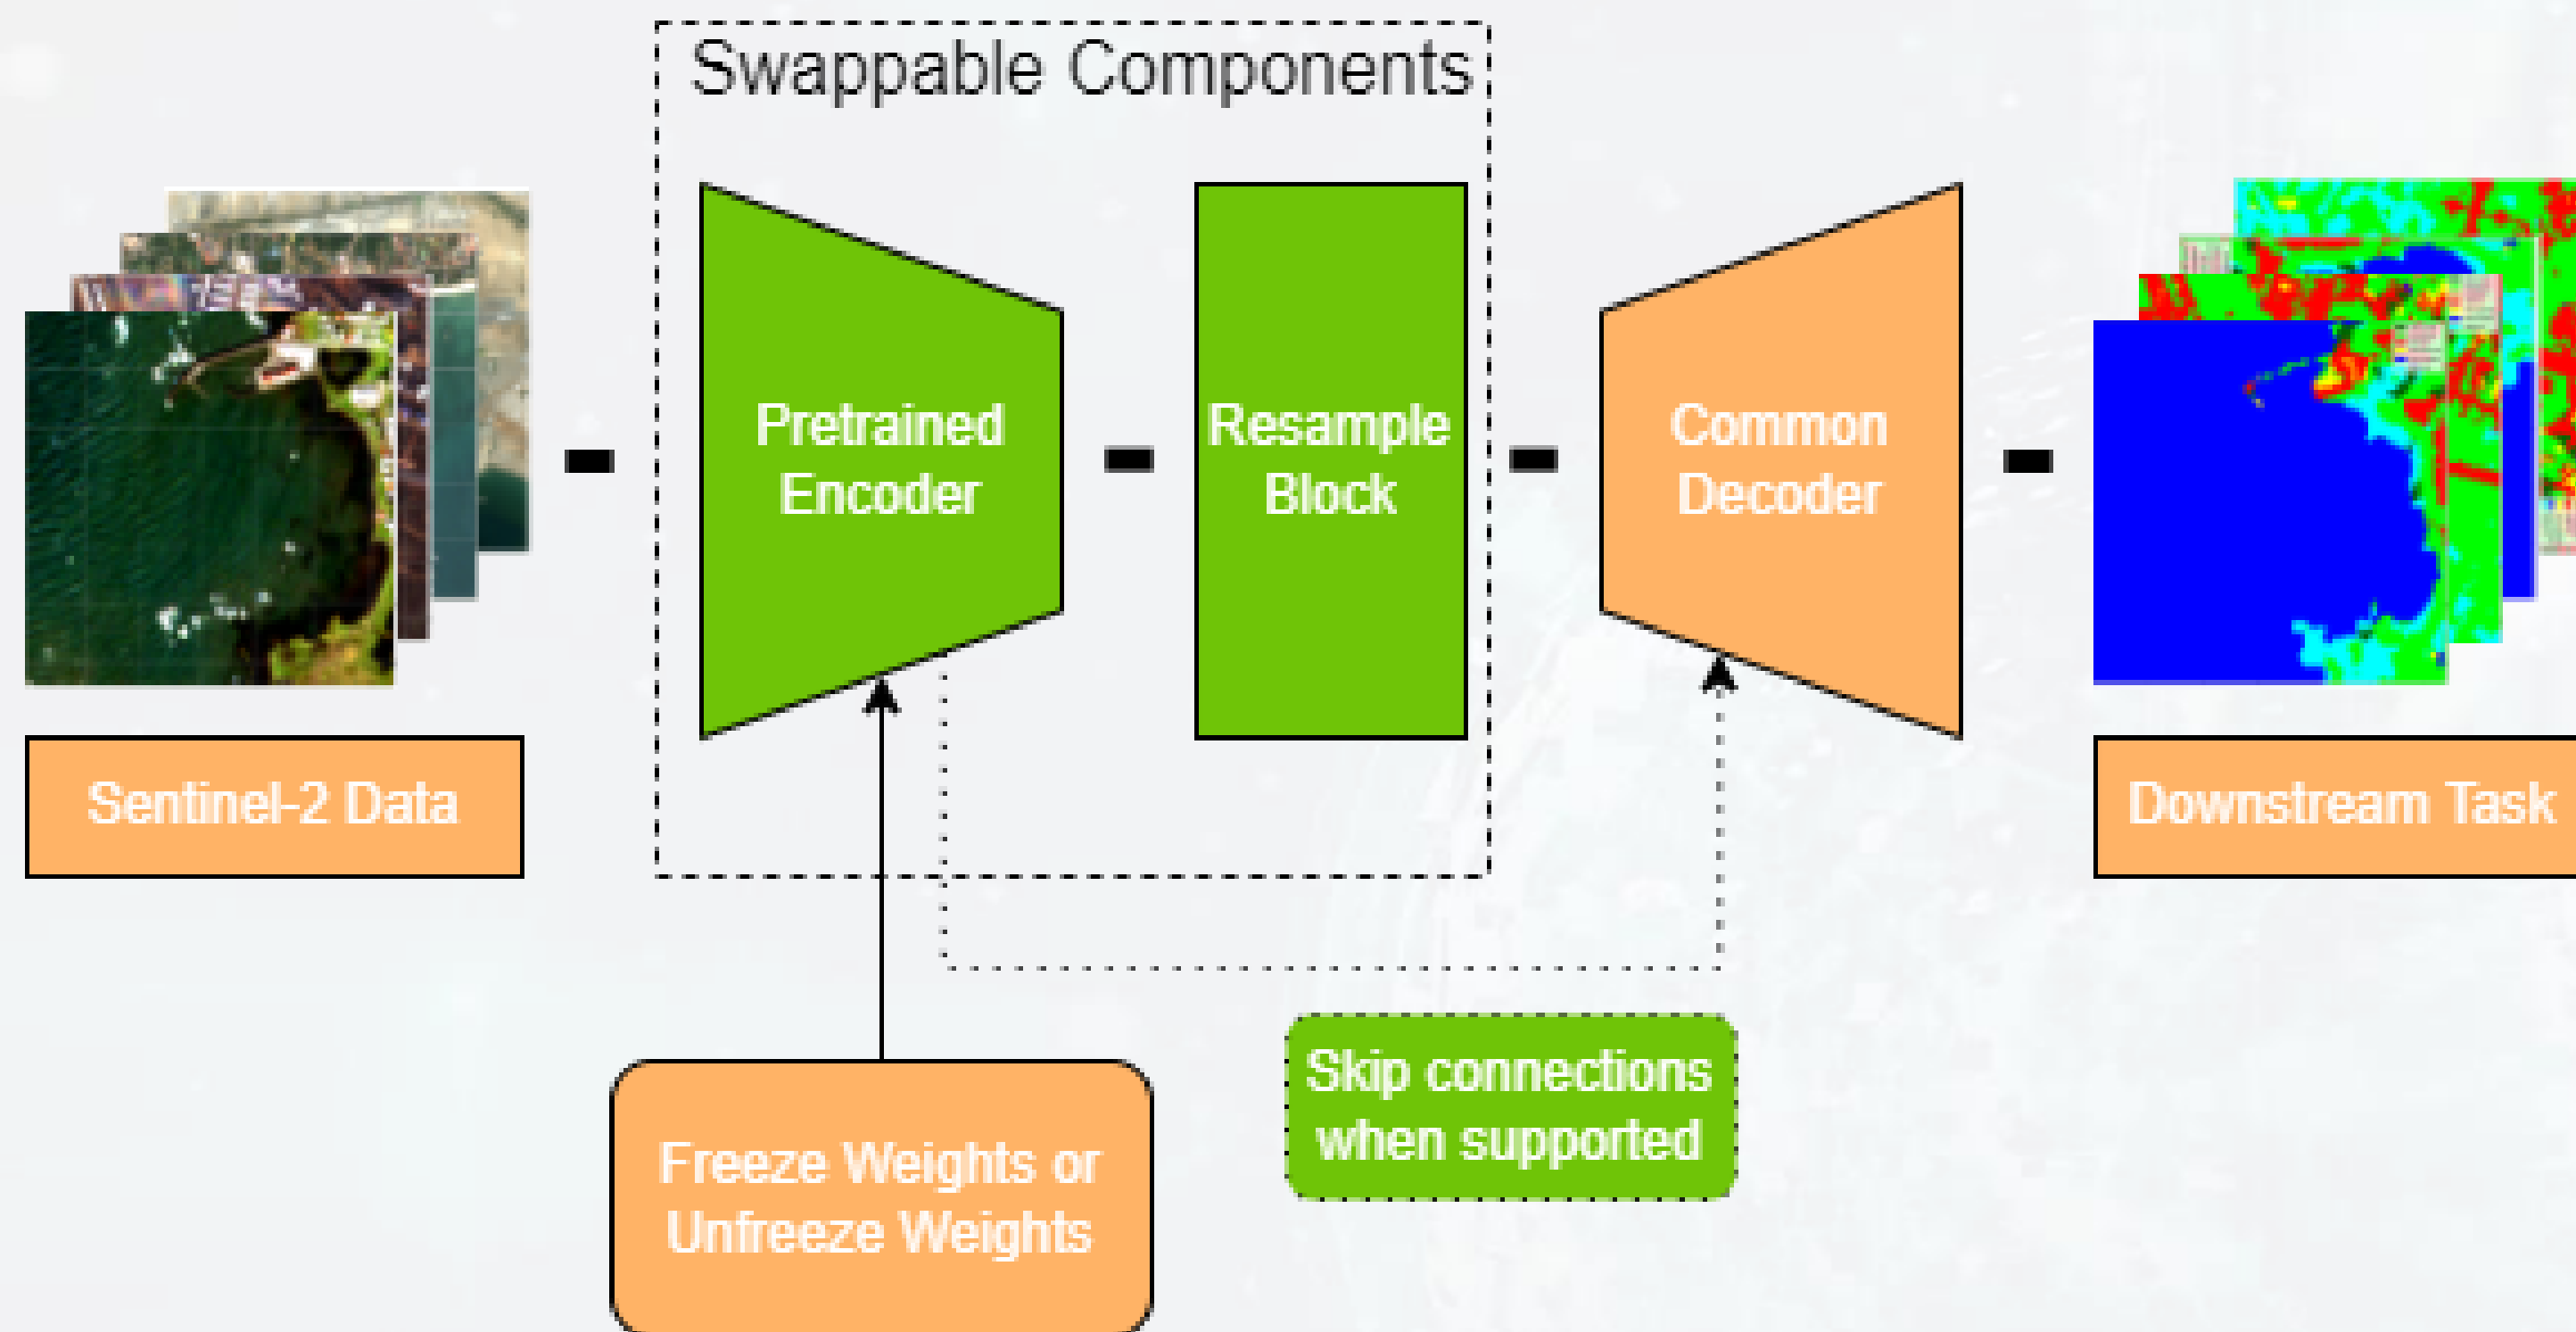 Swappable Components
Pretrained
Encoder
Resample
Block
Common
Decoder
Sentinel-2 Data
Downstream Task
Skip connections
when supported
Freeze Weights or
Unfreeze Weights